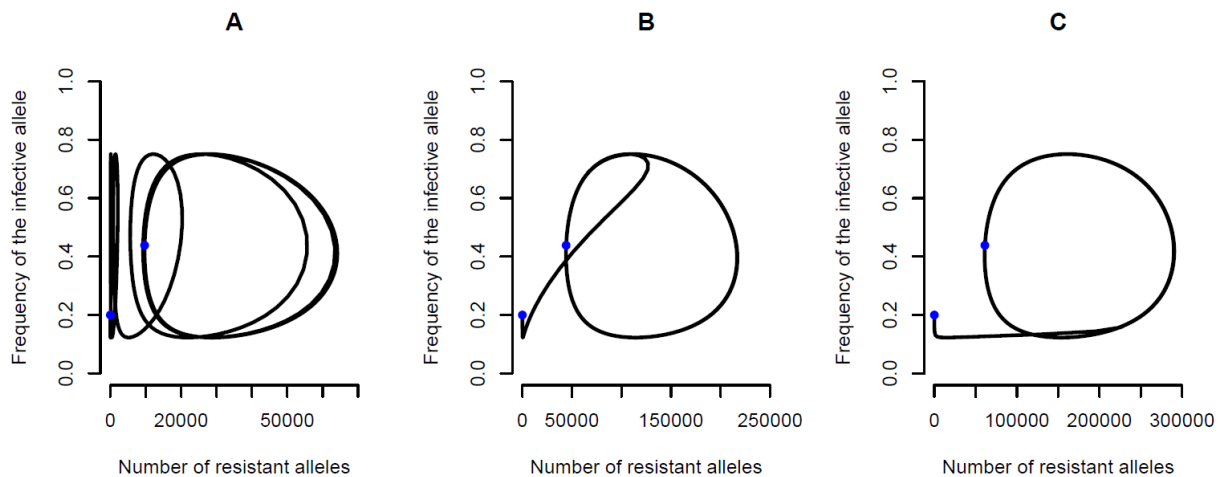 A
Frequency of the infective allele
1.0
0.8
0.6
0.4
0.2
0.0
0 20000 50000
Number of resistant alleles
B
Frequency of the infective allele
1.0
0.8
0.6
0.4
0.2
0.0
0 50000 150000 250000
Number of resistant alleles
C
Frequency of the infective allele
1.0
0.8
0.6
0.4
0.2
0.0
0 100000 200000 300000
Number of resistant alleles